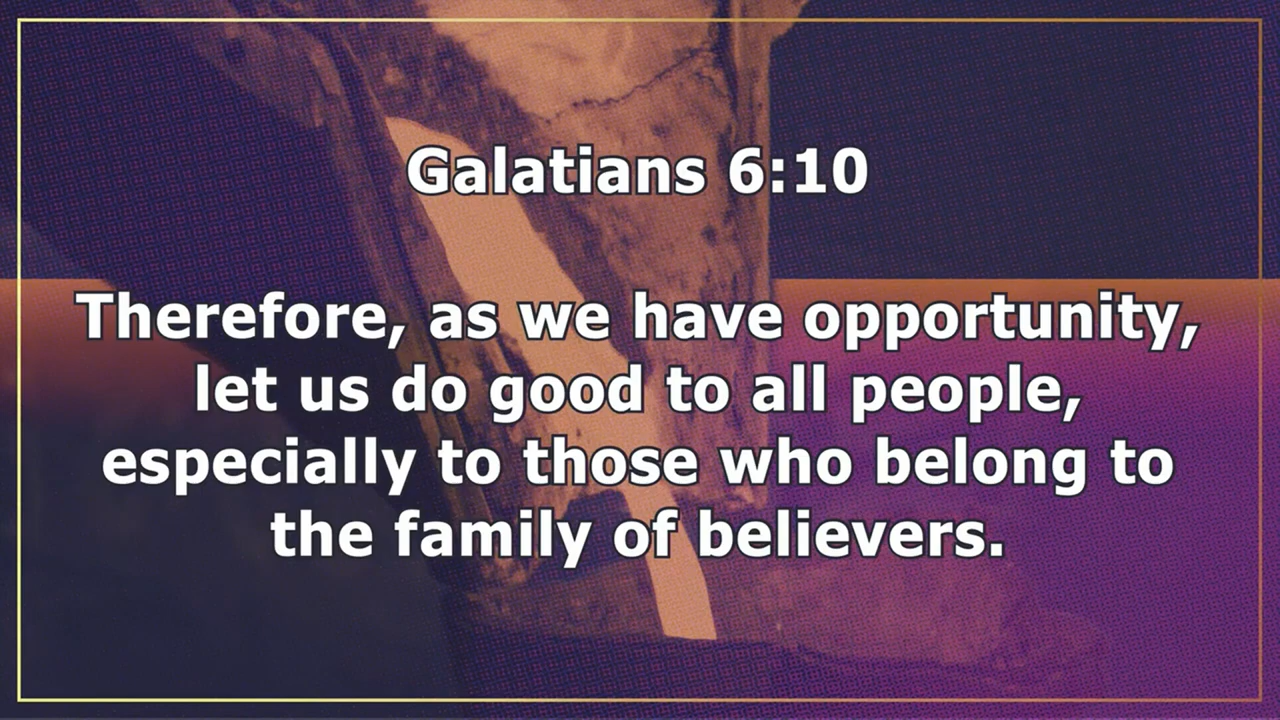 Galatians 6:10
Therefore, as we have opportunity,
let us do good to all people,
especially to those who belong to
the family of believers.